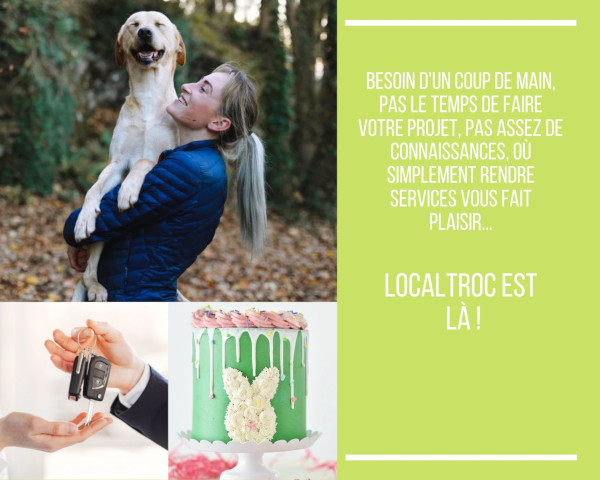 BESOIN D'UN COUP DE MAIN,
PAS LE TEMPS DE FAIRE
VOTRE PROJET, PAS ASSEZ DE
CONNAISSANCES, OÙ
SIMPLEMENT RENDRE
SERVICES VOUS FAIT
PLAISIR...
LOCALTROC EST
LÀ !